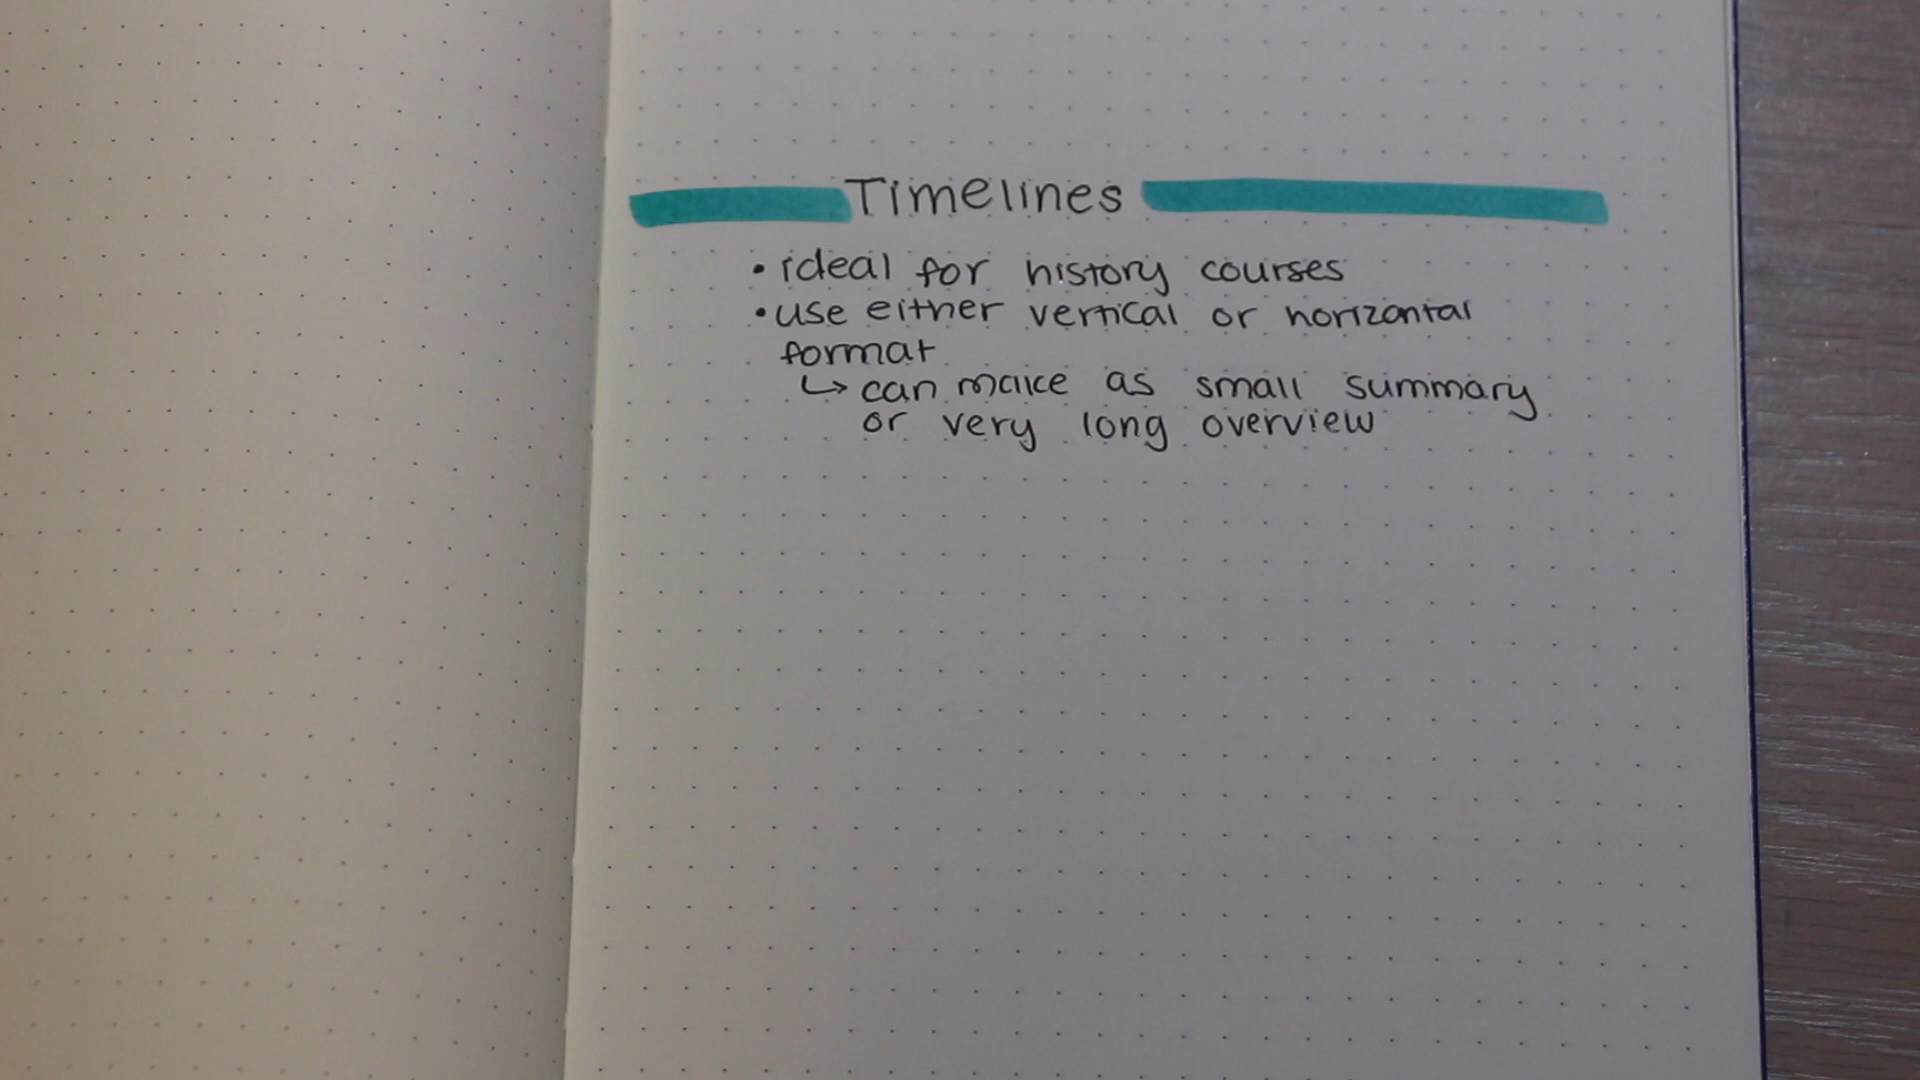 Timelines
• ideal for history courses
• use either vertical or horizontal
format
↳ can make as small summary
or very long overview